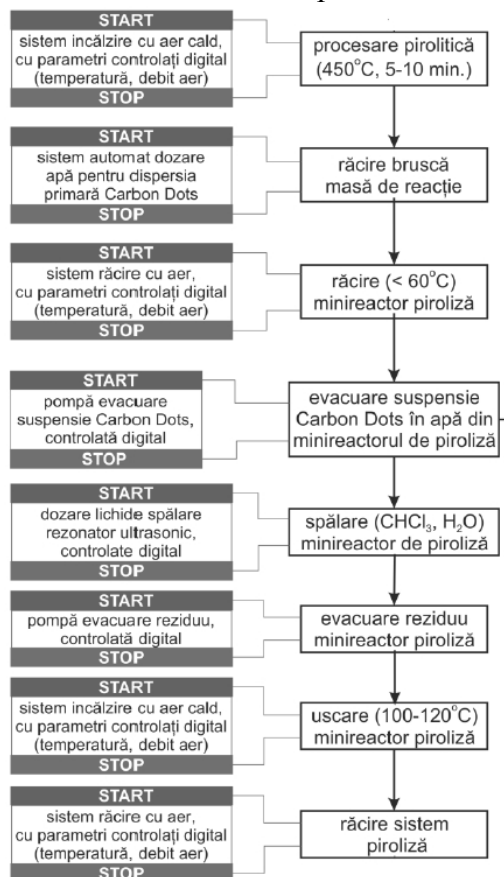 START
sistem incălzire cu aer cald,
cu parametri controlați digital
(temperatură, debit aer)
STOP
procesare pirolitică
(450°C, 5-10 min.)
START
sistem automat dozare
apă pentru dispersia
primară Carbon Dots
STOP
răcire bruscă
masă de reacție
START
sistem răcire cu aer,
cu parametri controlați digital
(temperatură, debit aer)
STOP
răcire (< 60°C)
minireactor piroliză
START
pompă evacuare
suspensie Carbon Dots,
controlată digital
STOP
evacuare suspensie
Carbon Dots în apă din
minireactorul de piroliză
START
dozare lichide spălare
rezonator ultrasonic,
controlate digital
STOP
spălare (CHCl₃, H₂O)
minireactor de piroliză
START
pompă evacuare reziduu,
controlată digital
STOP
evacuare reziduu
minireactor piroliză
START
sistem incălzire cu aer cald,
cu parametri controlați digital
(temperatură, debit aer)
STOP
uscare (100-120°C)
minireactor piroliză
START
sistem răcire cu aer,
cu parametri controlați digital
(temperatură, debit aer)
STOP
răcire sistem
piroliză